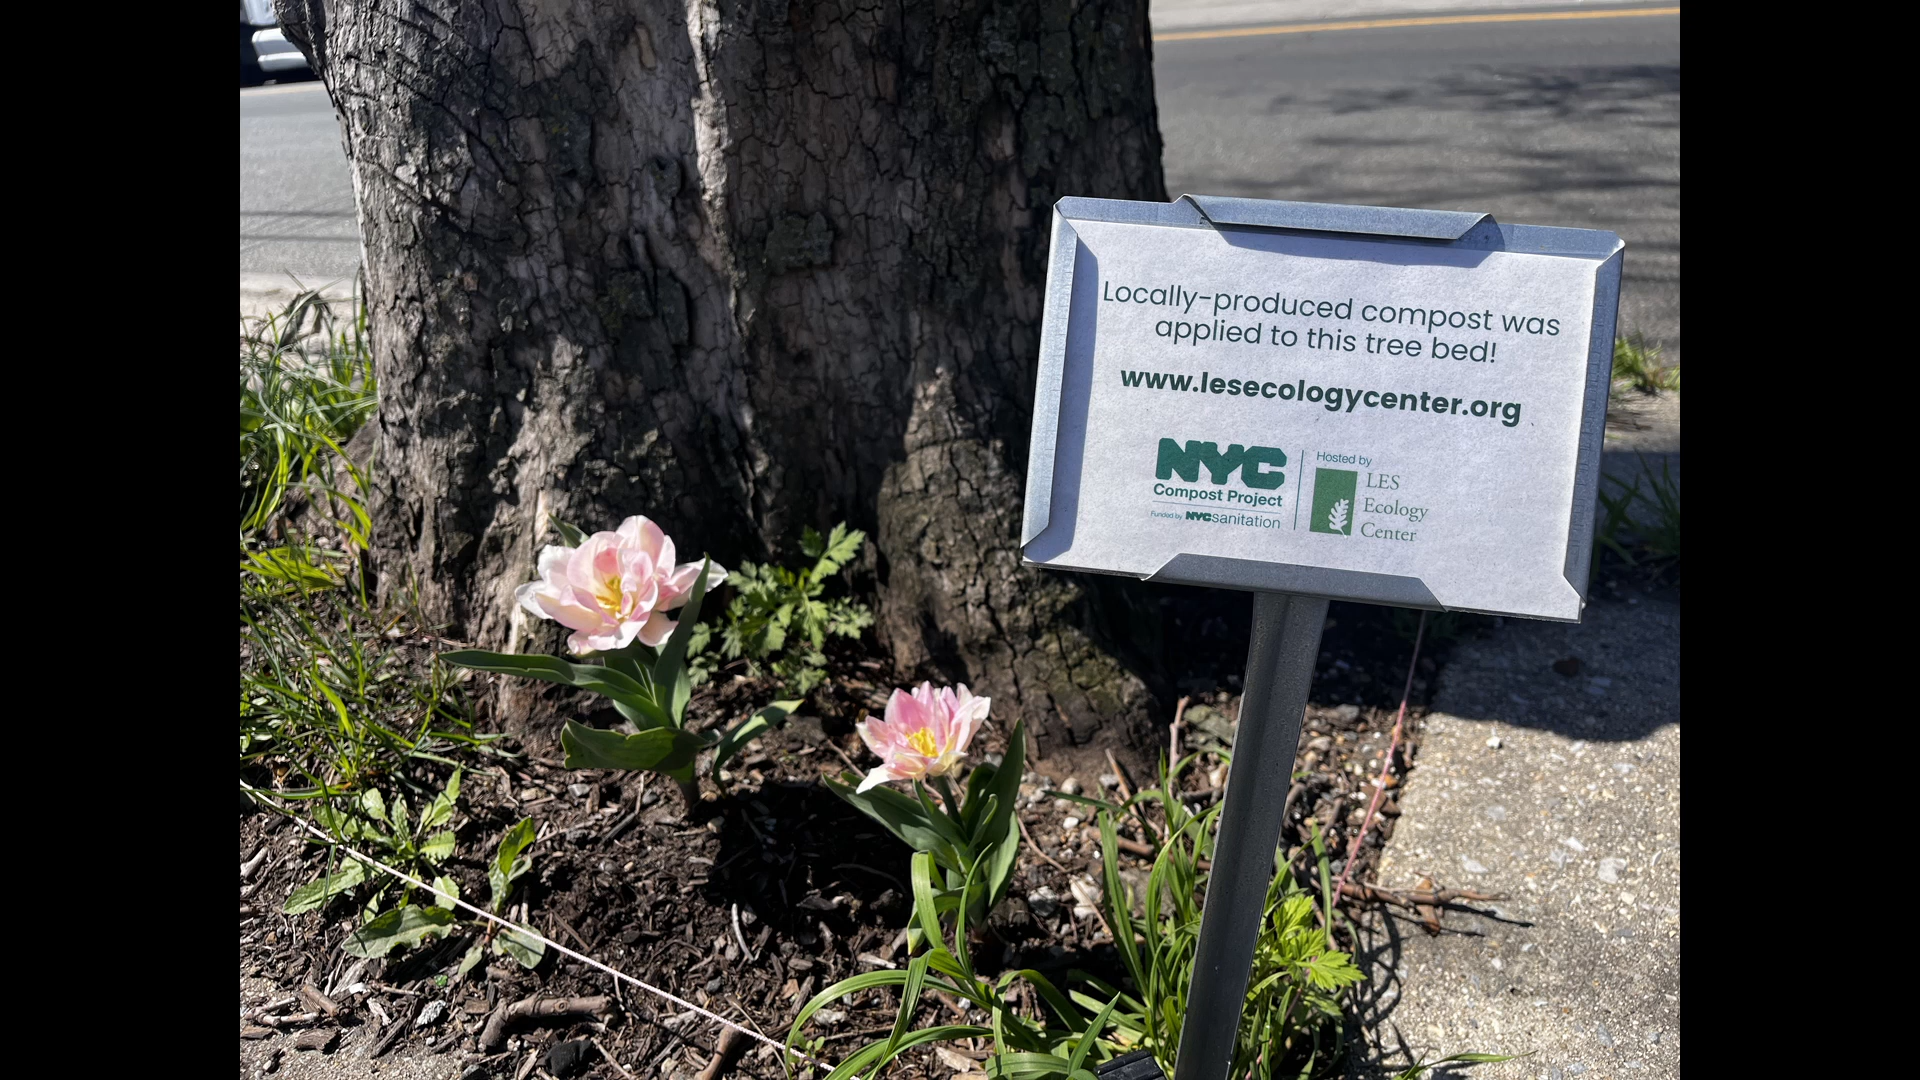 Locally-produced compost was
applied to this tree bed!
www.lesecologycenter.org
NYC
Compost Project
Funded by NYC sanitation
Hosted by
LES
Ecology
Center